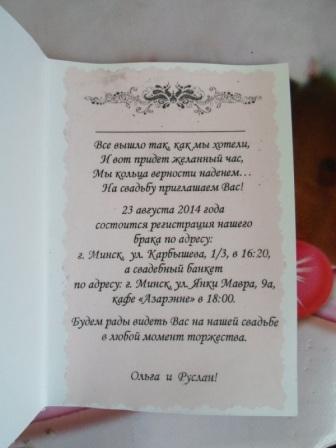 Все вышло так, как мы хотели,
И вот придет желанный час,
Мы кольца верности наденем...
На свадьбу приглашаем Вас!
23 августа 2014 года
состоится регистрация нашего
брака по адресу:
г. Минск, ул. Карбышева, 1/3, в 16:20,
а свадебный банкет
по адресу: г. Минск, ул. Янки Мавра, 9а,
кафе «Азарэнне» в 18:00.
Будем рады видеть Вас на нашей свадьбе
в любой момент торжества.
Ольга и Руслан!